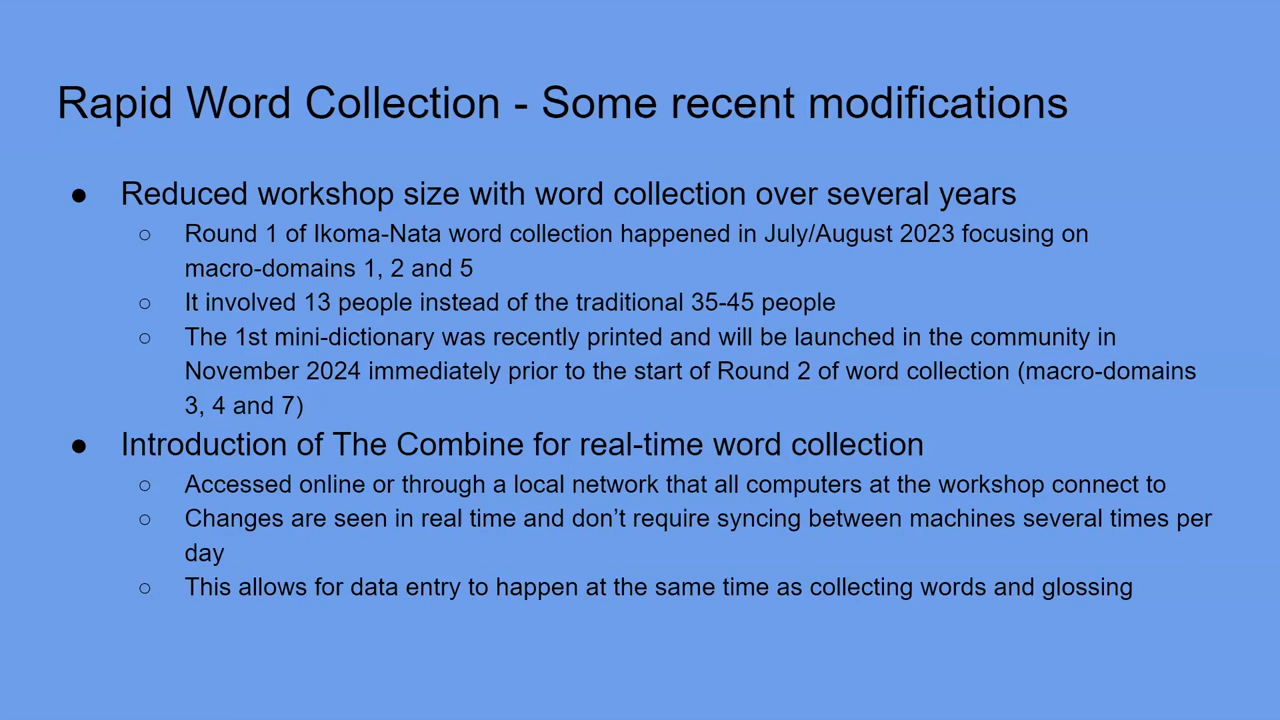 Rapid Word Collection - Some recent modifications
● Reduced workshop size with word collection over several years
○ Round 1 of Ikoma-Nata word collection happened in July/August 2023 focusing on
macro-domains 1, 2 and 5
○ It involved 13 people instead of the traditional 35-45 people
○ The 1st mini-dictionary was recently printed and will be launched in the community in
November 2024 immediately prior to the start of Round 2 of word collection (macro-domains
3, 4 and 7)
● Introduction of The Combine for real-time word collection
○ Accessed online or through a local network that all computers at the workshop connect to
○ Changes are seen in real time and don’t require syncing between machines several times per
day
○ This allows for data entry to happen at the same time as collecting words and glossing